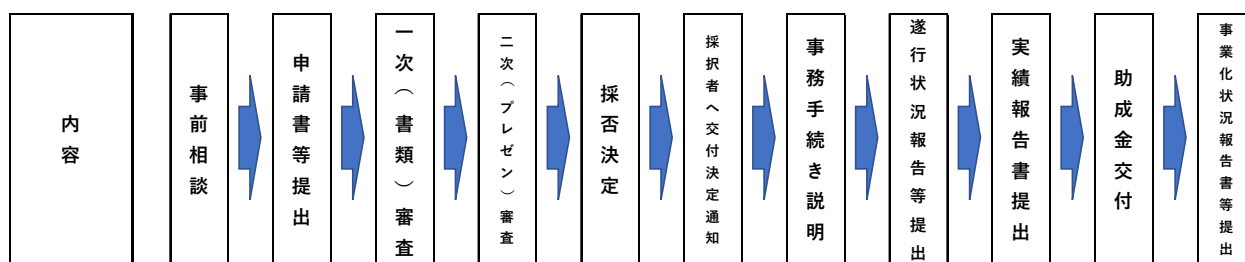 内容
事前相談
申請書等提出
一次（書類）審査
二次（プレゼン）審査
採否決定
採択者へ交付決定通知
事務手続き説明
遂行状況報告等提出
実績報告書提出
助成金交付
事業化状況報告書等提出